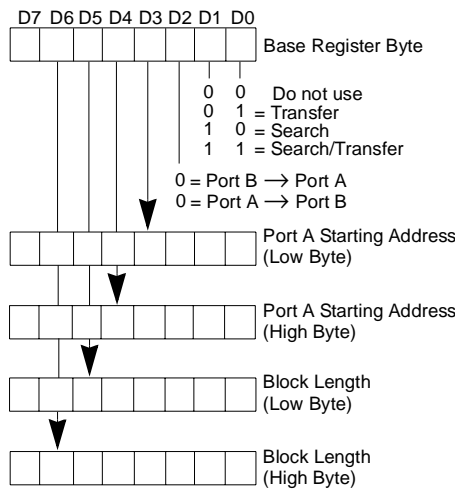 D7 D6 D5 D4 D3 D2 D1 D0
Base Register Byte
0 0 Do not use
0 1 = Transfer
1 0 = Search
1 1 = Search/Transfer
0 = Port B → Port A
0 = Port A → Port B
Port A Starting Address
(Low Byte)
Port A Starting Address
(High Byte)
Block Length
(Low Byte)
Block Length
(High Byte)